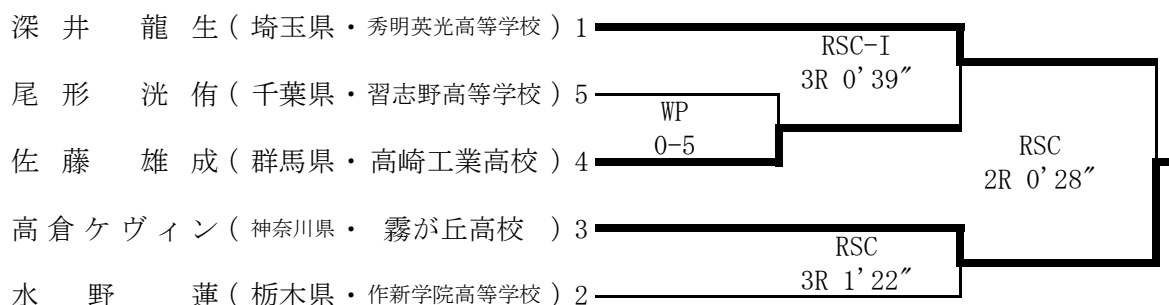 深井 龍生 ( 埼玉県 ・ 秀明英光高等学校 ) 1
RSC-I
3R 0'39″
尾形 洸侑 ( 千葉県 ・ 習志野高等学校 ) 5
WP
0-5
佐藤 雄成 ( 群馬県 ・ 高崎工業高校 ) 4
RSC
2R 0'28″
高倉ケヴィン ( 神奈川県 ・ 霧が丘高校 ) 3
RSC
3R 1'22″
水野 蓮 ( 栃木県 ・ 作新学院高等学校 ) 2